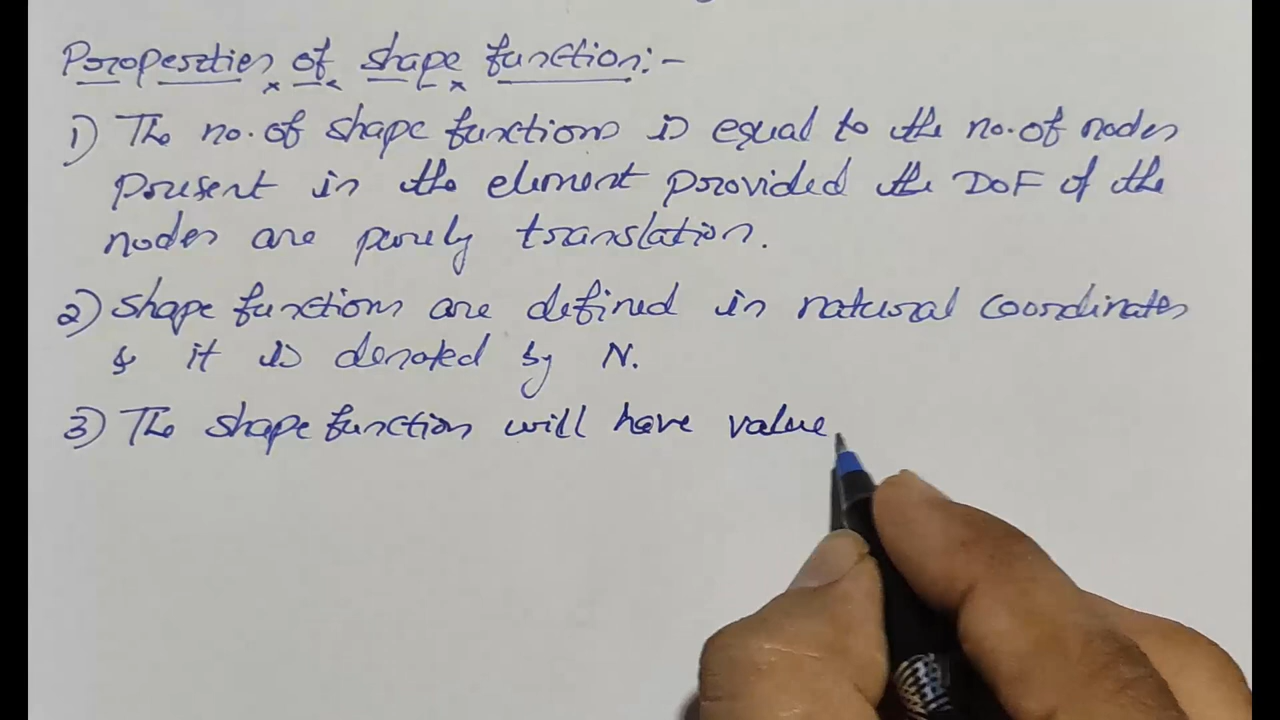 Properties of shape function:-
1) The no. of shape functions is equal to the no. of nodes
present in the element provided the DOF of the
nodes are purely translation.
2) shape functions are defined in natural coordinates
& it is denoted by N.
3) The shape function will have value